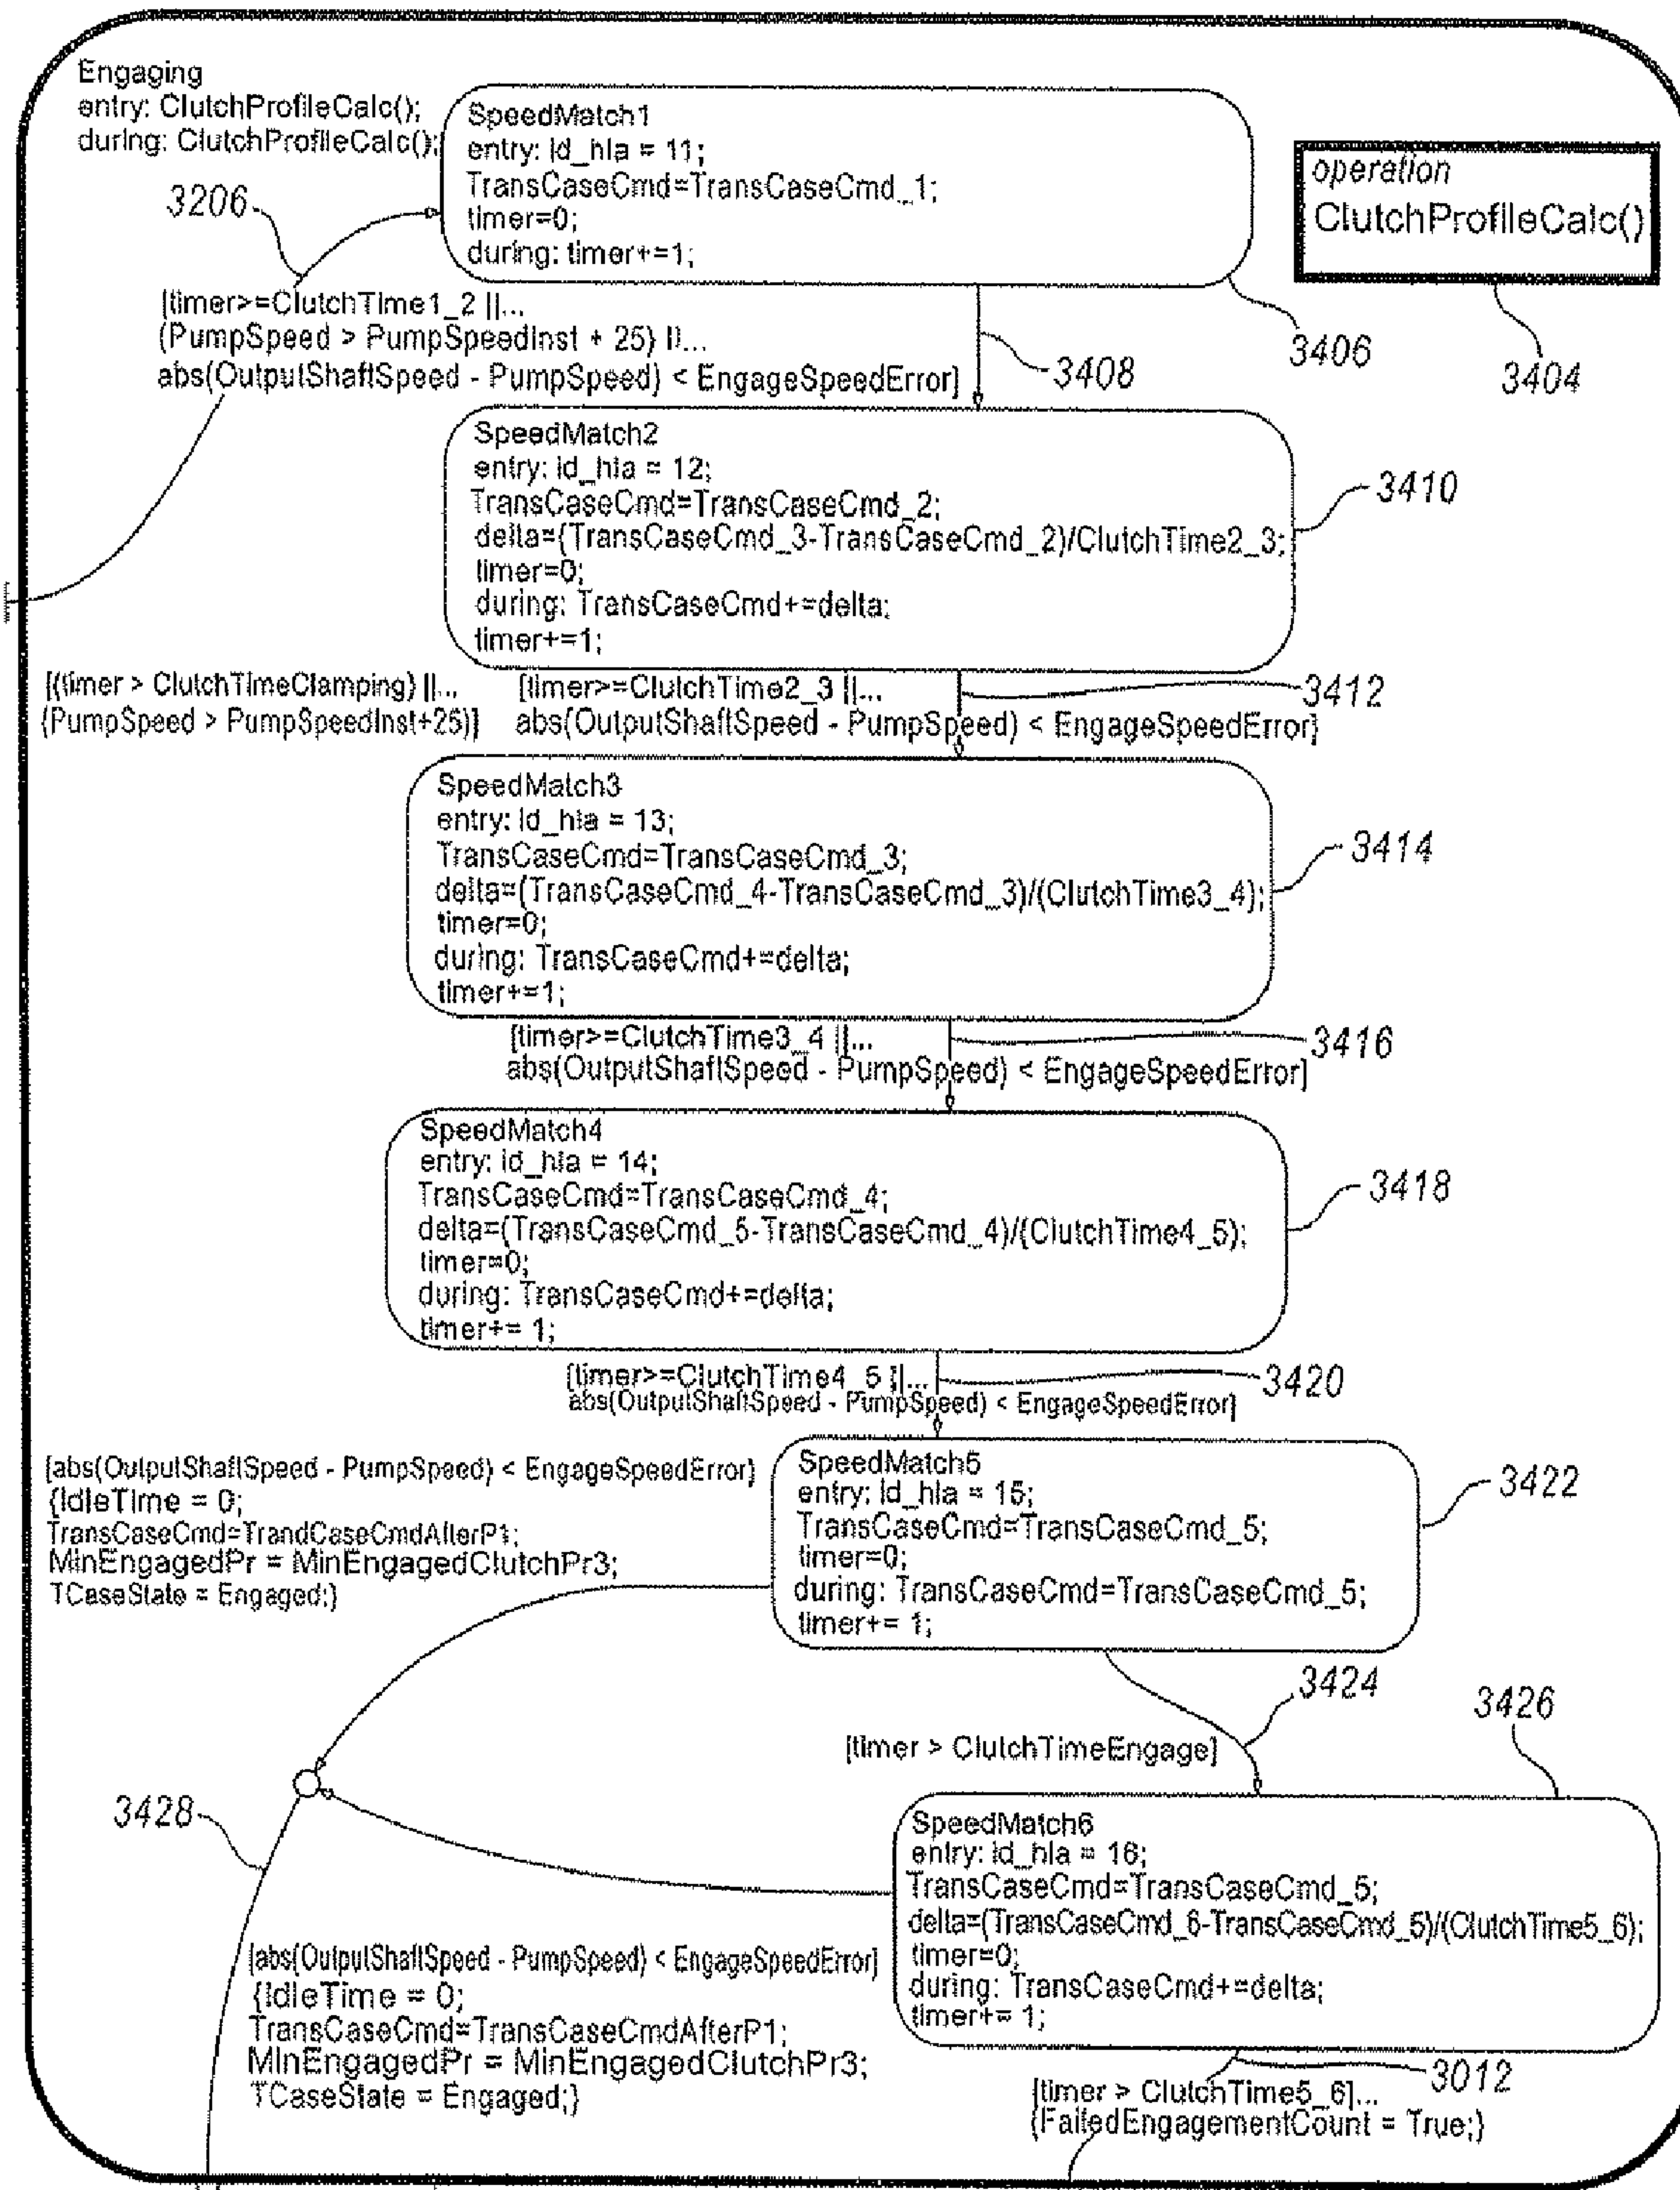 Engaging
entry: ClutchProfileCalc();
during: ClutchProfileCalc();
SpeedMatch1
entry: id_hla = 11;
TransCaseCmd=TransCaseCmd_1;
timer=0;
during: timer+=1;
operation
ClutchProfileCalc()
3206
3406
3404
[timer>=ClutchTime1_2 ||...
(PumpSpeed > PumpSpeedInst + 25) ||...
abs(OutputShaftSpeed - PumpSpeed) < EngageSpeedError]
3408
SpeedMatch2
entry: id_hla = 12;
TransCaseCmd=TransCaseCmd_2;
delta=(TransCaseCmd_3-TransCaseCmd_2)/ClutchTime2_3;
timer=0;
during: TransCaseCmd+=delta;
timer+=1;
3410
[(timer > ClutchTimeClamping) ||...
(PumpSpeed > PumpSpeedInst+25)]
[timer>=ClutchTime2_3 ||...
abs(OutputShaftSpeed - PumpSpeed) < EngageSpeedError]
3412
SpeedMatch3
entry: id_hla = 13;
TransCaseCmd=TransCaseCmd_3;
delta=(TransCaseCmd_4-TransCaseCmd_3)/(ClutchTime3_4);
timer=0;
during: TransCaseCmd+=delta;
timer+=1;
3414
[timer>=ClutchTime3_4 ||...
abs(OutputShaftSpeed - PumpSpeed) < EngageSpeedError]
3416
SpeedMatch4
entry: id_hla = 14;
TransCaseCmd=TransCaseCmd_4;
delta=(TransCaseCmd_5-TransCaseCmd_4)/(ClutchTime4_5);
timer=0;
during: TransCaseCmd+=delta;
timer+= 1;
3418
[timer>=ClutchTime4_5 ||...
abs(OutputShaftSpeed - PumpSpeed) < EngageSpeedError]
3420
[abs(OutputShaftSpeed - PumpSpeed) < EngageSpeedError]
{IdleTime = 0;
TransCaseCmd=TrandCaseCmdAfterP1;
MinEngagedPr = MinEngagedClutchPr3;
TCaseState = Engaged;}
SpeedMatch5
entry: id_hla = 15;
TransCaseCmd=TransCaseCmd_5;
timer=0;
during: TransCaseCmd=TransCaseCmd_5;
timer+= 1;
3422
3424
[timer > ClutchTimeEngage]
3426
3428
SpeedMatch6
entry: id_hla = 16;
TransCaseCmd=TransCaseCmd_5;
delta=(TransCaseCmd_6-TransCaseCmd_5)/(ClutchTime5_6);
timer=0;
during: TransCaseCmd+=delta;
timer+= 1;
[abs(OutputShaftSpeed - PumpSpeed) < EngageSpeedError]
{IdleTime = 0;
TransCaseCmd=TransCaseCmdAfterP1;
MinEngagedPr = MinEngagedClutchPr3;
TCaseState = Engaged;}
3012
[timer > ClutchTime5_6]...
{FailedEngagementCount = True;}